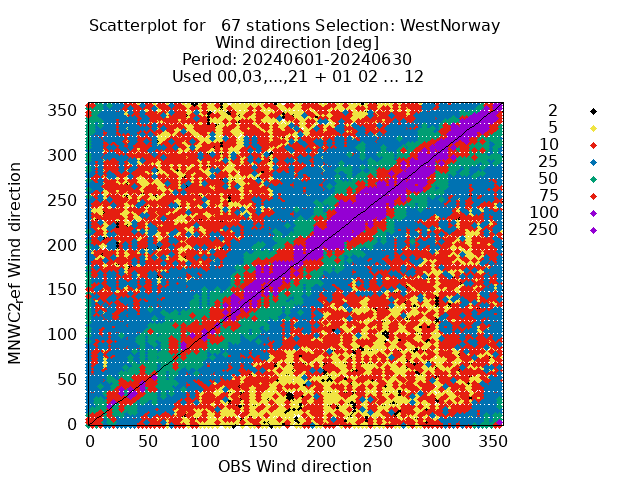 Scatterplot for 67 stations Selection: WestNorway
Wind direction [deg]
Period: 20240601-20240630
Used 00,03,...,21 + 01 02 ... 12
350
300
250
200
150
100
50
0
MNWC2,ef Wind direction
0 50 100 150 200 250 300 350
OBS Wind direction
2
5
10
25
50
75
100
250